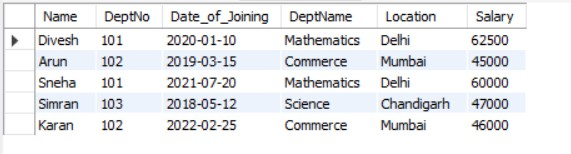 Name DeptNo Date_of_Joining DeptName Location Salary
Divesh 101 2020-01-10 Mathematics Delhi 62500
Arun 102 2019-03-15 Commerce Mumbai 45000
Sneha 101 2021-07-20 Mathematics Delhi 60000
Simran 103 2018-05-12 Science Chandigarh 47000
Karan 102 2022-02-25 Commerce Mumbai 46000